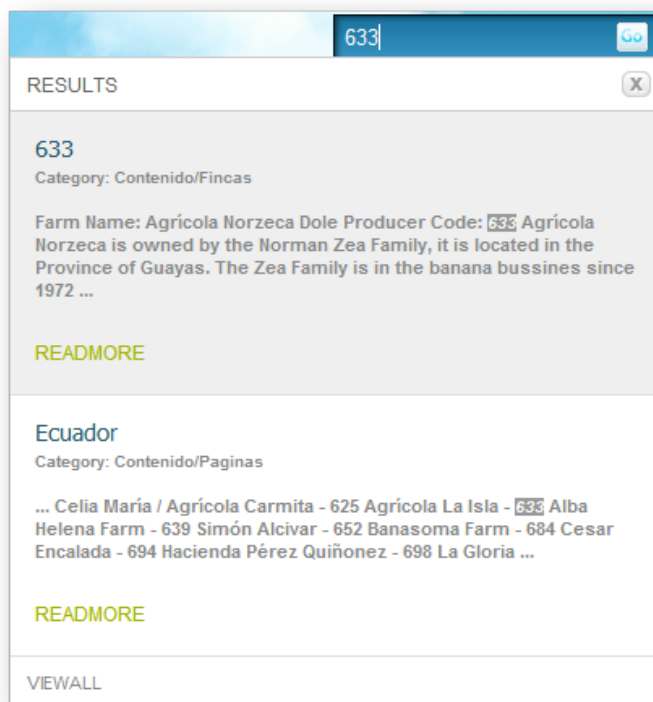 633
Go
RESULTS
X
633
Category: Contenido/Fincas
Farm Name: Agrícola Norzeca Dole Producer Code: 633 Agrícola
Norzeca is owned by the Norman Zea Family, it is located in the
Province of Guayas. The Zea Family is in the banana bussines since
1972 ...
READMORE
Ecuador
Category: Contenido/Paginas
... Celia María / Agrícola Carmita - 625 Agrícola La Isla - 633 Alba
Helena Farm - 639 Simón Alcivar - 652 Banasoma Farm - 684 Cesar
Encalada - 694 Hacienda Pérez Quiñonez - 698 La Gloria ...
READMORE
VIEWALL